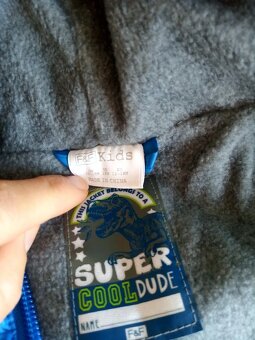 F&F Kids
MADE IN CHINA
THIS JACKET BELONGS TO A
SUPER
COOL DUDE
NAME
F&F